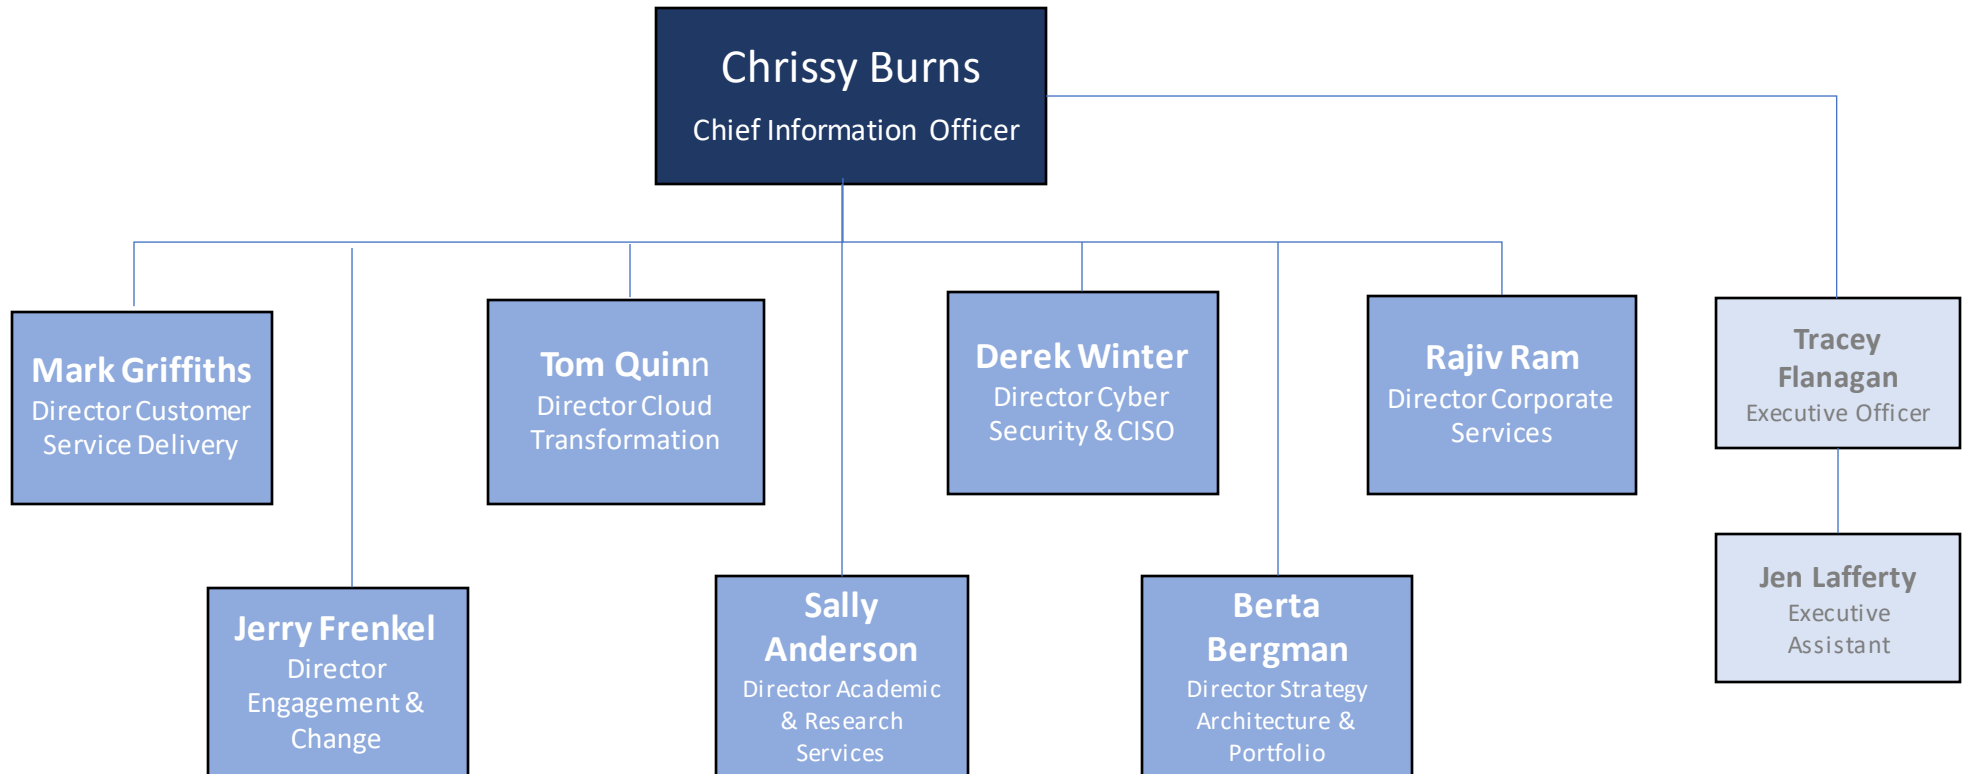 Chrissy Burns
Chief Information Officer
Mark Griffiths
Director Customer
Service Delivery
Tom Quinn
Director Cloud
Transformation
Derek Winter
Director Cyber
Security & CISO
Rajiv Ram
Director Corporate
Services
Tracey
Flanagan
Executive Officer
Jerry Frenkel
Director
Engagement &
Change
Sally
Anderson
Director Academic
& Research
Services
Berta
Bergman
Director Strategy
Architecture &
Portfolio
Jen Lafferty
Executive
Assistant